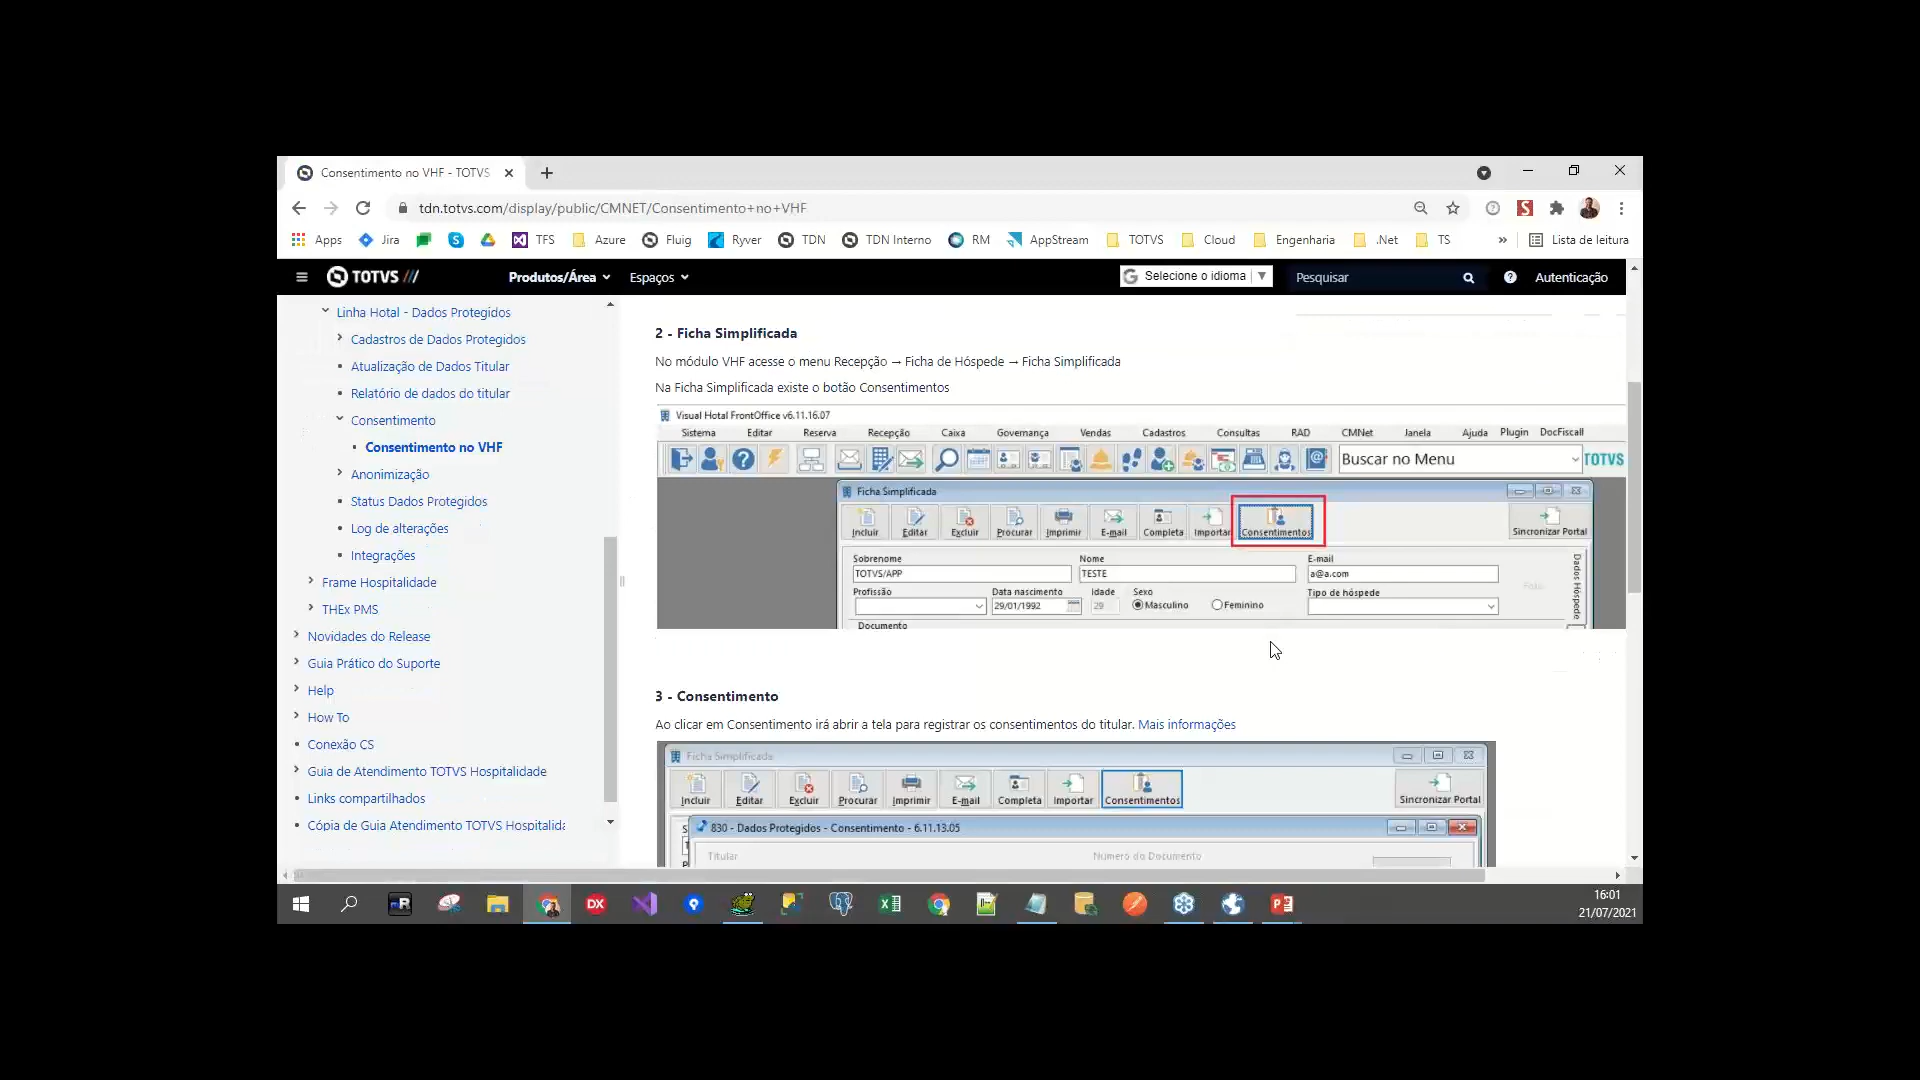 Consentimento no VHF - TOTVS
tdn.totvs.com/display/public/CMNET/Consentimento+no+VHF
Apps Jira TFS Azure Fluig Ryver TDN TDN Interno RM AppStream TOTVS Cloud Engenharia .Net TS » Lista de leitura
TOTVS Produtos/Área Espaços Selecione o idioma Pesquisar Autenticação
Linha Hotal - Dados Protegidos
Cadastros de Dados Protegidos
Atualização de Dados Titular
Relatório de dados do titular
Consentimento
Consentimento no VHF
Anonimização
Status Dados Protegidos
Log de alterações
Integrações
Frame Hospitalidade
THEx PMS
Novidades do Release
Guia Prático do Suporte
Help
How To
Conexão CS
Guia de Atendimento TOTVS Hospitalidade
Links compartilhados
Cópia de Guia Atendimento TOTVS Hospitalida
2 - Ficha Simplificada
No módulo VHF acesse o menu Recepção → Ficha de Hóspede → Ficha Simplificada
Na Ficha Simplificada existe o botão Consentimentos
Visual Hotal FrontOffice v6.11.16.07
Sistema Editar Reserva Recepção Caixa Governança Vendas Cadastros Consultas RAD CMNet Janela Ajuda Plugin DocFiscall
Buscar no Menu TOTVS
Ficha Simplificada
Incluir Editar Excluir Procurar Imprimir E-mail Completa Importar Consentimentos Sincronizar Portal
Sobrenome Nome E-mail
TOTVS/APP TESTE a@a.com
Profissão Data nascimento Idade Sexo Tipo de hóspede
29/01/1992 29 Masculino Feminino
Documento
Dados Hóspede
3 - Consentimento
Ao clicar em Consentimento irá abrir a tela para registrar os consentimentos do titular. Mais informações
Ficha Simplificada
Incluir Editar Excluir Procurar Imprimir E-mail Completa Importar Consentimentos Sincronizar Portal
830 - Dados Protegidos - Consentimento - 6.11.13.05
Titular Número do Documento
16:01
21/07/2021